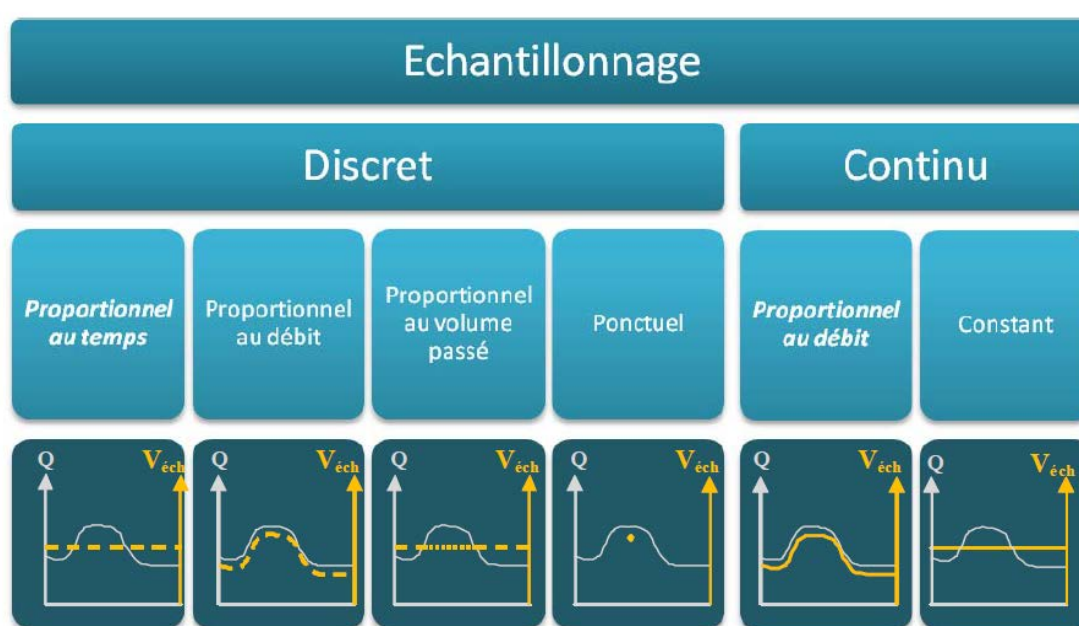 Echantillonnage
Discret
Continu
Proportionnel
au temps
Proportionnel
au débit
Proportionnel
au volume
passé
Ponctuel
Proportionnel
au débit
Constant
Q Véch
Q Véch
Q Véch
Q Véch
Q Véch
Q Véch